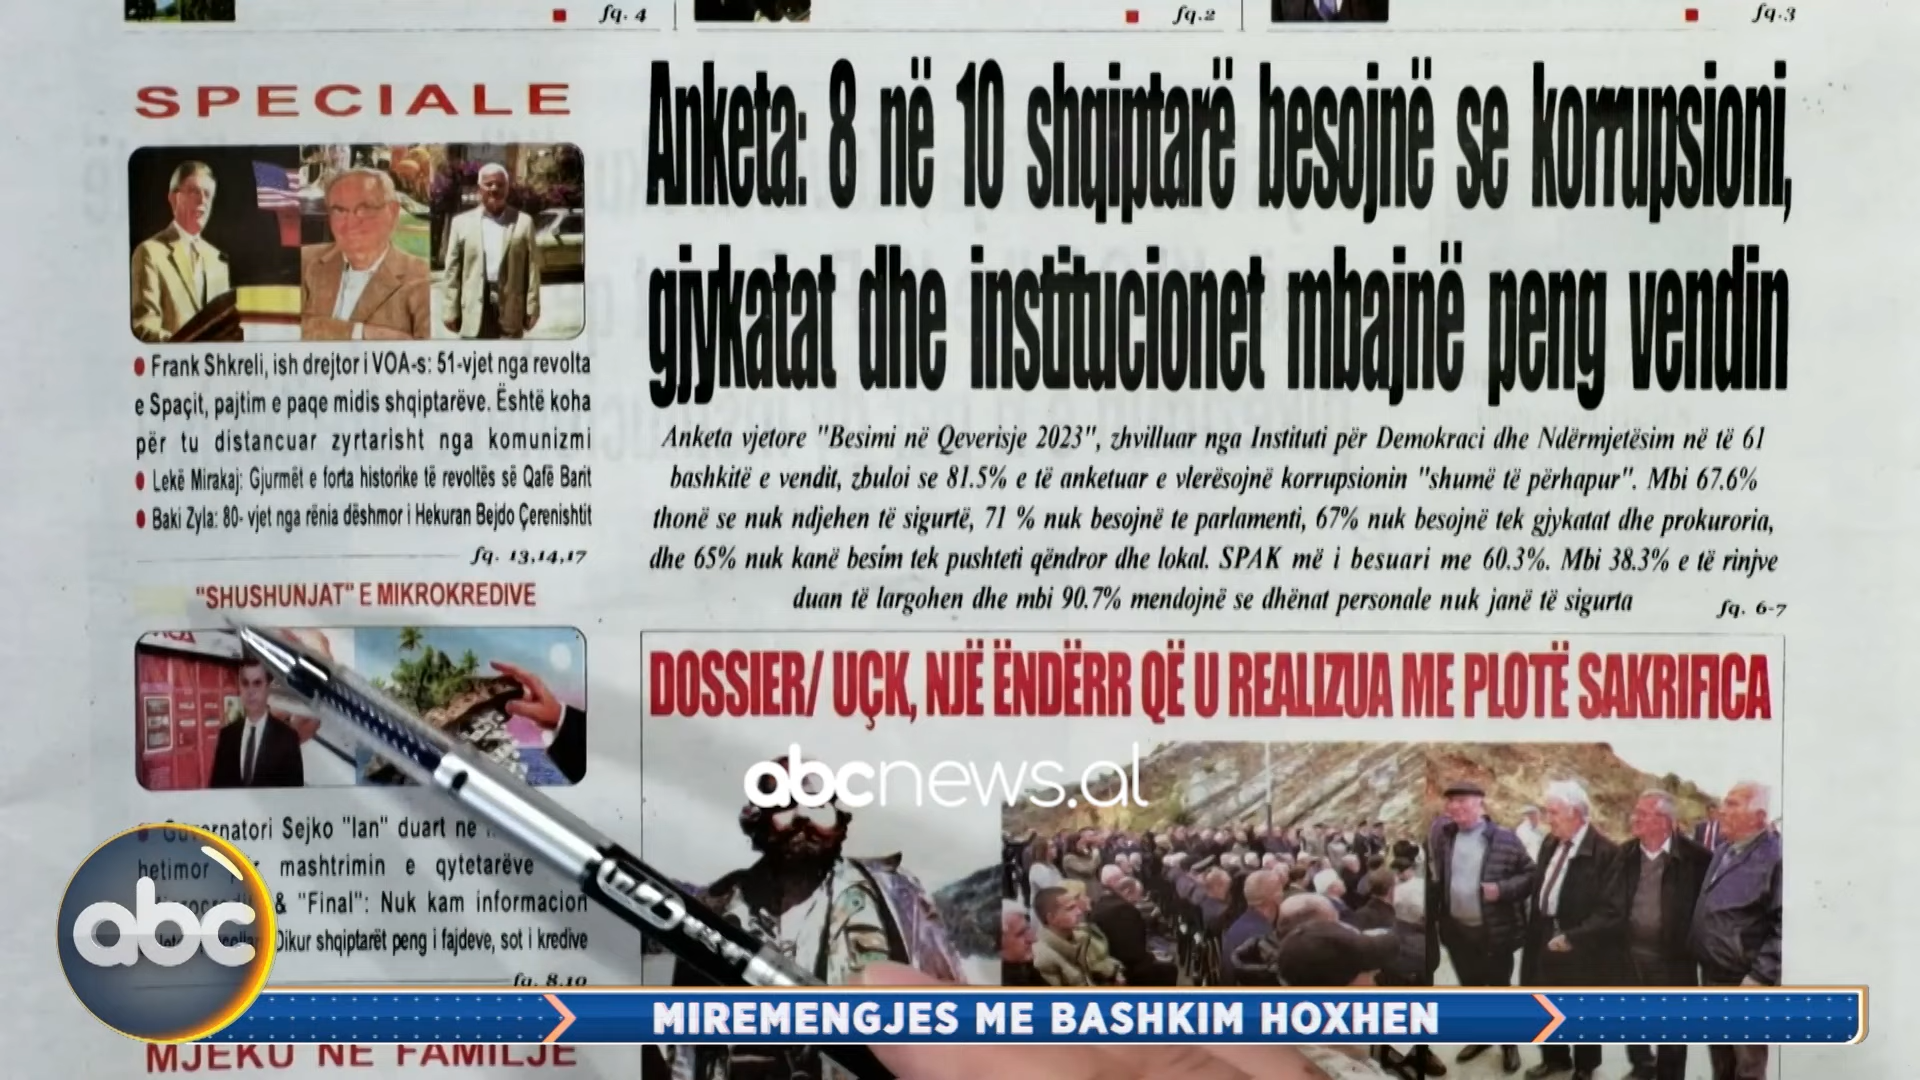 fq. 4
fq.2
fq.3
SPECIALE
Frank Shkreli, ish drejtor i VOA-s: 51-vjet nga revolta
e Spaçit, pajtim e paqe midis shqiptarëve. Është koha
për tu distancuar zyrtarisht nga komunizmi
Lekë Mirakaj: Gjurmët e forta historike të revoltës së Qafë Barit
Baki Zyla: 80- vjet nga rënia dëshmor i Hekuran Bejdo Çerenishtit
fq. 13,14,17
"SHUSHUNJAT" E MIKROKREDIVE
Guvernatori Sejko "lan" duart ne
hetimor mashtrimin e qytetarëve
& "Final": Nuk kam informacion
Dikur shqiptarët peng i fajdeve, sot i kredive
fq. 8,10
MJEKU NË FAMILJE
Anketa: 8 në 10 shqiptarë besojnë se korrupsioni,
gjykatat dhe institucionet mbajnë peng vendin
Anketa vjetore "Besimi në Qeverisje 2023", zhvilluar nga Instituti për Demokraci dhe Ndërmjetësim në të 61
bashkitë e vendit, zbuloi se 81.5% e të anketuar e vlerësojnë korrupsionin "shumë të përhapur". Mbi 67.6%
thonë se nuk ndjehen të sigurtë, 71 % nuk besojnë te parlamenti, 67% nuk besojnë tek gjykatat dhe prokuroria,
dhe 65% nuk kanë besim tek pushteti qëndror dhe lokal. SPAK më i besuari me 60.3%. Mbi 38.3% e të rinjve
duan të largohen dhe mbi 90.7% mendojnë se dhënat personale nuk janë të sigurta
fq. 6-7
DOSSIER/ UÇK, NJË ËNDËRR QË U REALIZUA ME PLOTË SAKRIFICA
abcnews.al
abc
MIREMENGJES ME BASHKIM HOXHEN